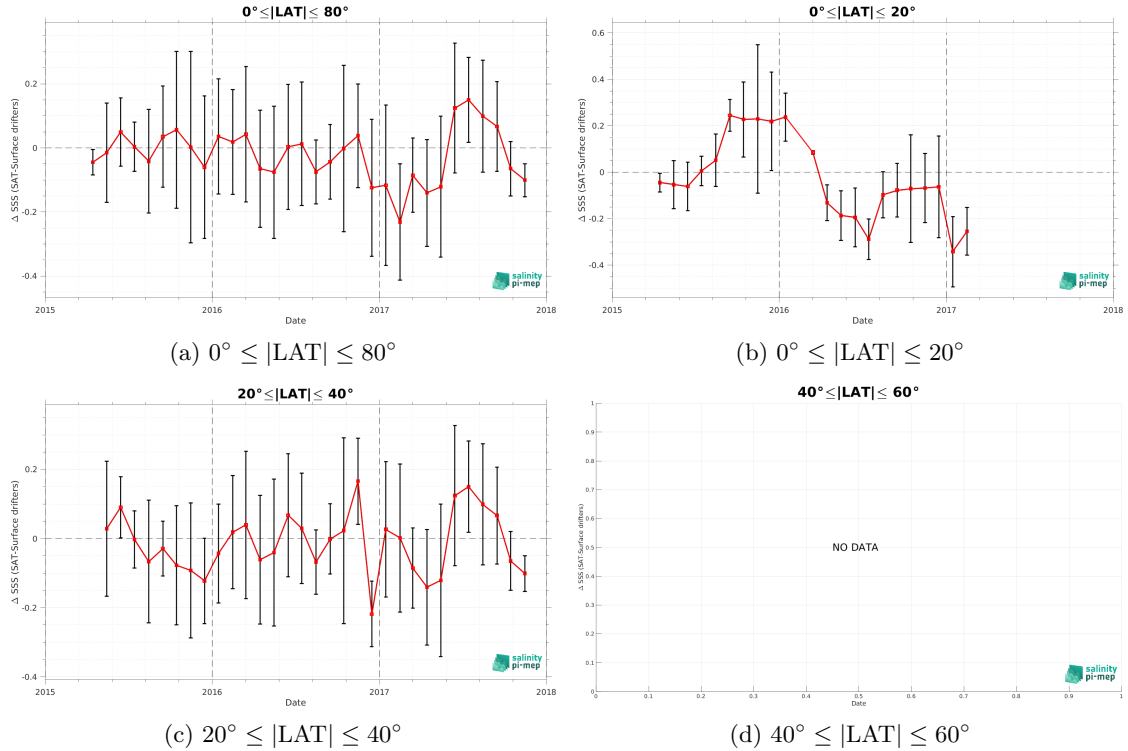 0°≤|LAT|≤ 80°
Δ SSS (SAT-Surface drifters)
0.2
0
-0.2
-0.4
2015
2016
2017
2018
Date
salinity
pi-mep
(a) 0° ≤ |LAT| ≤ 80°
0°≤|LAT|≤ 20°
Δ SSS (SAT-Surface drifters)
0.6
0.4
0.2
0
-0.2
-0.4
2015
2016
2017
2018
Date
salinity
pi-mep
(b) 0° ≤ |LAT| ≤ 20°
20°≤|LAT|≤ 40°
Δ SSS (SAT-Surface drifters)
0.2
0
-0.2
-0.4
2015
2016
2017
2018
Date
salinity
pi-mep
(c) 20° ≤ |LAT| ≤ 40°
40°≤|LAT|≤ 60°
Δ SSS (SAT-Surface drifters)
1
0.9
0.8
0.7
0.6
0.5
0.4
0.3
0.2
0.1
0
NO DATA
0
0.1
0.2
0.3
0.4
0.5
0.6
0.7
0.8
0.9
1
Date
salinity
pi-mep
(d) 40° ≤ |LAT| ≤ 60°